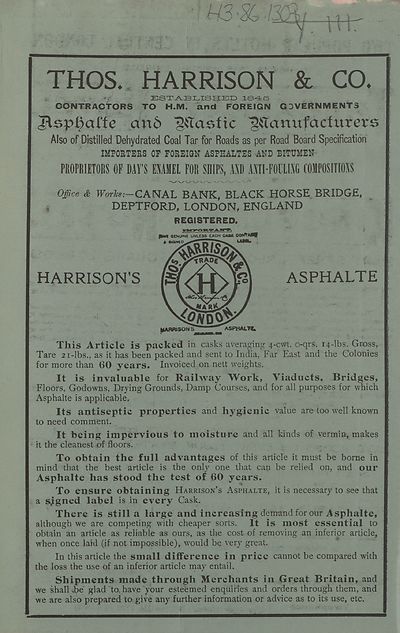 THOS. HARRISON & CO.
ESTABLISHED 1845
CONTRACTORS TO H.M. and FOREIGN GOVERNMENTS
Asphalte and Mastic Manufacturers
Also of Distilled Dehydrated Coal Tar for Roads as per Road Board Specification
IMPORTERS OF FOREIGN ASPHALTES AND BITUMEN
PROPRIETORS OF DAY'S ENAMEL FOR SHIPS, AND ANTI-FOULING COMPOSITIONS
Office & Works:—CANAL BANK, BLACK HORSE BRIDGE,
DEPTFORD, LONDON, ENGLAND
REGISTERED.
IMPORTANT.
NONE GENUINE UNLESS EACH CASK CONTAINS
A SIGNED LABEL.
THOS HARRISON & CO
TRADE
H
MARK
LONDON.
HARRISON'S ASPHALTE
HARRISON'S ASPHALTE.
This Article is packed in casks averaging 4-cwt. 0-qrs. 14-lbs. Gross,
Tare 21-lbs., as it has been packed and sent to India, Far East and the Colonies
for more than 60 years. Invoiced on nett weights.
It is invaluable for Railway Work, Viaducts, Bridges,
Floors, Godowns, Drying Grounds, Damp Courses, and for all purposes for which
Asphalte is applicable.
Its antiseptic properties and hygienic value are too well known
to need comment.
It being impervious to moisture and all kinds of vermin, makes
it the cleanest of floors.
To obtain the full advantages of this article it must be borne in
mind that the best article is the only one that can be relied on, and our
Asphalte has stood the test of 60 years.
To ensure obtaining HARRISON'S ASPHALTE, it is necessary to see that
a signed label is in every Cask.
There is still a large and increasing demand for our Asphalte,
although we are competing with cheaper sorts. It is most essential to
obtain an article as reliable as ours, as the cost of removing an inferior article,
when once laid (if not impossible), would be very great.
In this article the small difference in price cannot be compared with
the loss the use of an inferior article may entail.
Shipments made through Merchants in Great Britain, and
we shall be glad to have your esteemed enquiries and orders through them, and
we are also prepared to give any further information or advice as to its use, etc.